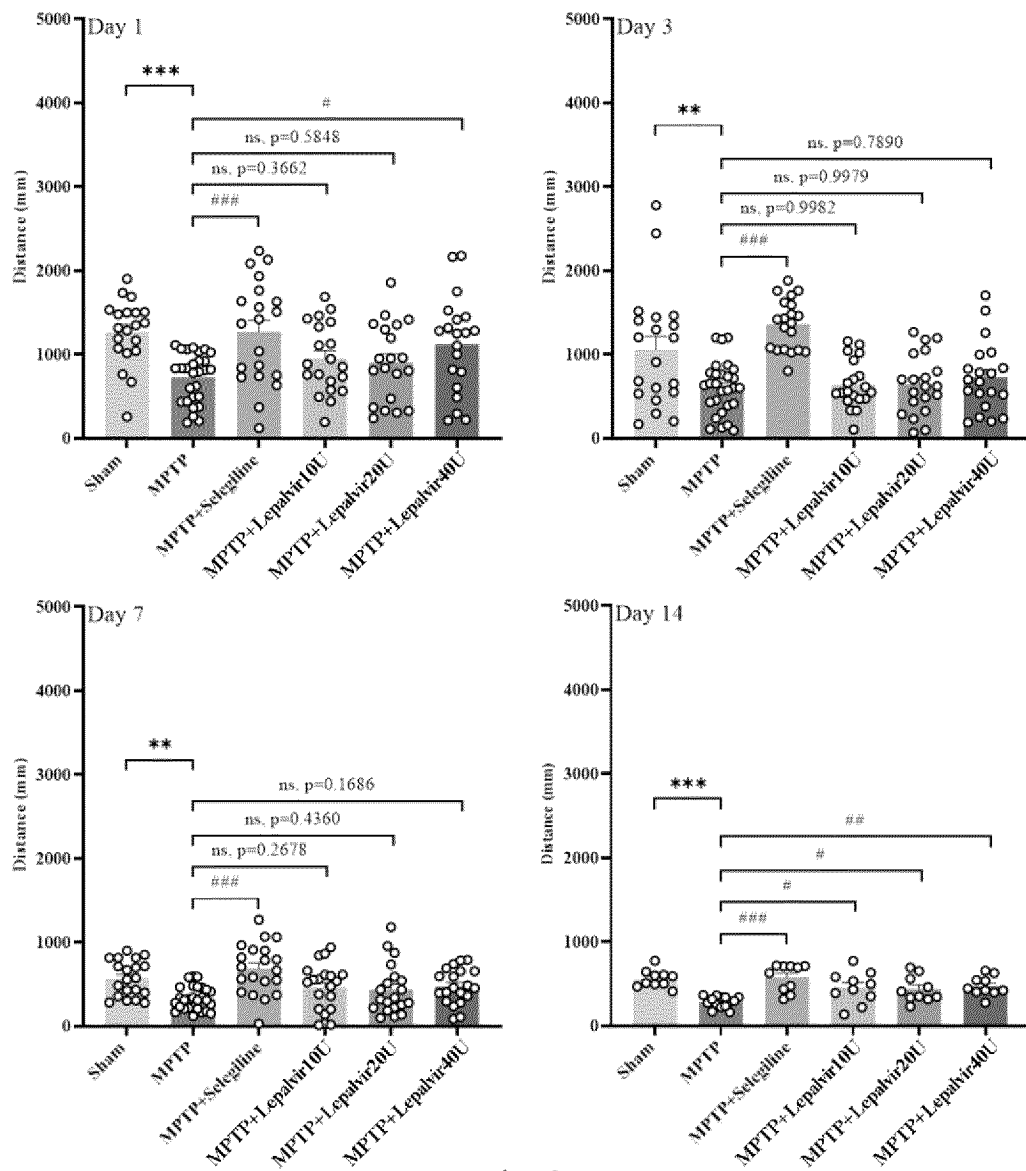 Day 1
5000
4000
3000
2000
1000
0
Distance (mm)
***
#
ns, p=0.5848
ns, p=0.3662
###
Sham
MPTP
MPTP+Selegiline
MPTP+Lepalvir10U
MPTP+Lepalvir20U
MPTP+Lepalvir40U
Day 3
5000
4000
3000
2000
1000
0
Distance (mm)
**
ns, p=0.7890
ns, p=0.9979
ns, p=0.9982
###
Sham
MPTP
MPTP+Selegiline
MPTP+Lepalvir10U
MPTP+Lepalvir20U
MPTP+Lepalvir40U
Day 7
5000
4000
3000
2000
1000
0
Distance (mm)
**
ns, p=0.1686
ns, p=0.4360
ns, p=0.2678
###
Sham
MPTP
MPTP+Selegiline
MPTP+Lepalvir10U
MPTP+Lepalvir20U
MPTP+Lepalvir40U
Day 14
5000
4000
3000
2000
1000
0
Distance (mm)
***
##
#
#
###
Sham
MPTP
MPTP+Selegiline
MPTP+Lepalvir10U
MPTP+Lepalvir20U
MPTP+Lepalvir40U